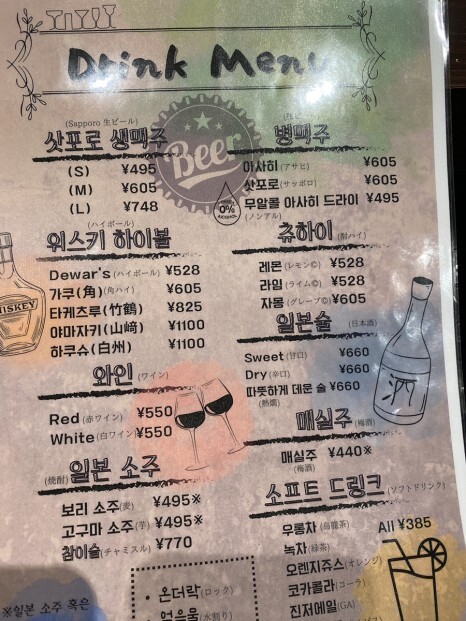 Drink Menu
(Sapporo 生ビール)
삿포로 생맥주
(S) ¥495
(M) ¥605
(L) ¥748
Beer
병맥주
아사히(アサヒ) ¥605
삿포로(サッポロ) ¥605
무알콜 아사히 드라이 ¥495
(ノンアル)
0%
(ハイボール)
위스키 하이볼
Dewar's(ハイボール) ¥528
가쿠(角)(角ハイ) ¥605
타케츠루(竹鶴) ¥825
야마자키(山崎) ¥1100
하쿠슈(白州) ¥1100
WHISKEY
츄하이 (酎ハイ)
레몬(レモン©) ¥528
라임(ライム©) ¥528
자몽(グレープ©) ¥605
일본술 (日本酒)
Sweet(甘口) ¥660
Dry(辛口) ¥660
따뜻하게 데운 술 ¥660
(熱燗)
酒
와인 (ワイン)
Red(赤ワイン) ¥550
White(白ワイン) ¥550
매실주 (梅酒)
매실주 ¥440※
(梅酒)
(焼酎) 일본 소주
보리 소주(麦) ¥495※
고구마 소주(芋) ¥495※
참이슬(チャミスル) ¥770
소프트 드링크 (ソフトドリンク)
우롱차(烏龍茶) All ¥385
녹차(緑茶)
오렌지쥬스(オレンジ)
코카콜라(コーラ)
진저에일(GA)
※일본 소주 혹은
• 온더락(ロック)
(水割り)